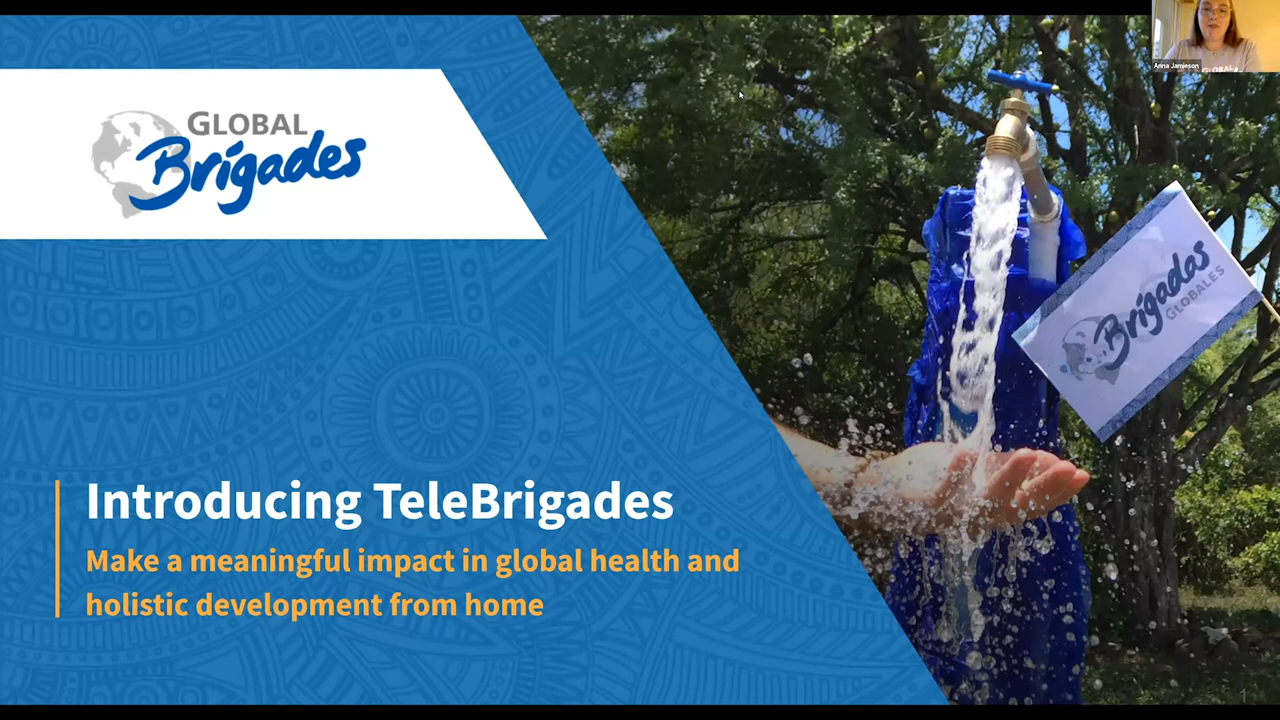 GLOBAL
Brigades
Introducing TeleBrigades
Make a meaningful impact in global health and
holistic development from home
Brigades
GLOBALES
Anna Jamieson
GLOBAL